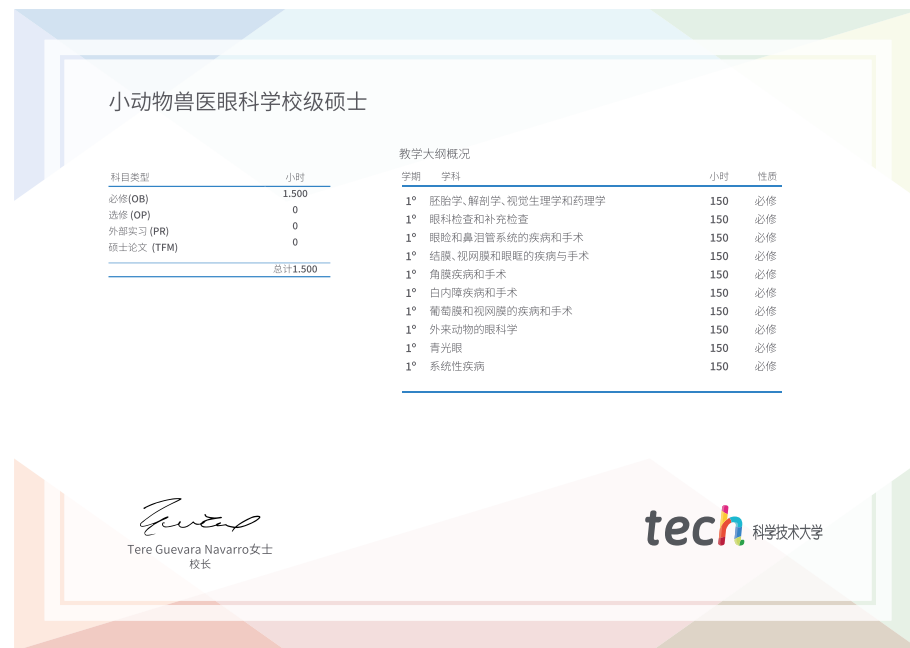 小动物兽医眼科学校级硕士
科目类型 小时
必修(OB) 1.500
选修 (OP) 0
外部实习 (PR) 0
硕士论文 (TFM) 0
总计1.500
教学大纲概况
学期 学科 小时 性质
1º 胚胎学、解剖学、视觉生理学和药理学 150 必修
1º 眼科检查和补充检查 150 必修
1º 眼睑和鼻泪管系统的疾病和手术 150 必修
1º 结膜、视网膜和眼眶的疾病与手术 150 必修
1º 角膜疾病和手术 150 必修
1º 白内障疾病和手术 150 必修
1º 葡萄膜和视网膜的疾病和手术 150 必修
1º 外来动物的眼科学 150 必修
1º 青光眼 150 必修
1º 系统性疾病 150 必修
Tere Guevara Navarro女士
校长
tech 科学技术大学